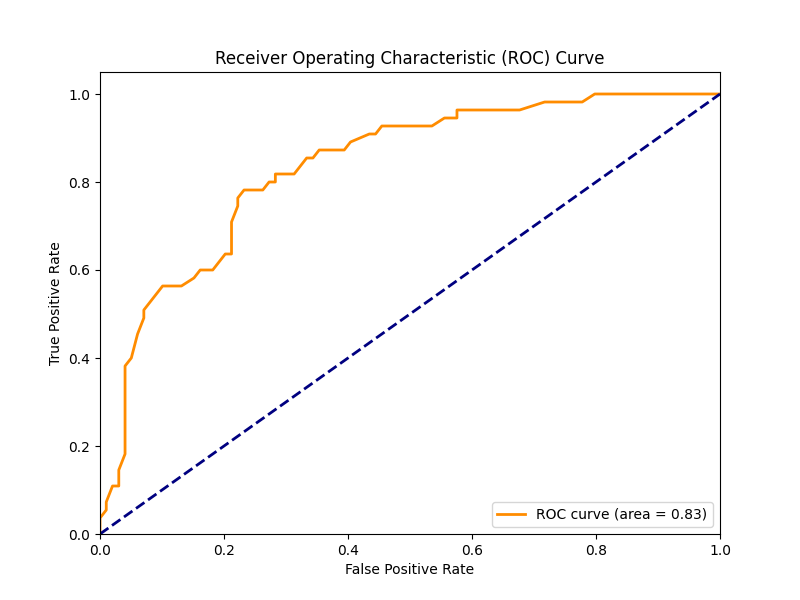 Receiver Operating Characteristic (ROC) Curve
True Positive Rate
1.0
0.8
0.6
0.4
0.2
0.0
0.0 0.2 0.4 0.6 0.8 1.0
False Positive Rate
ROC curve (area = 0.83)